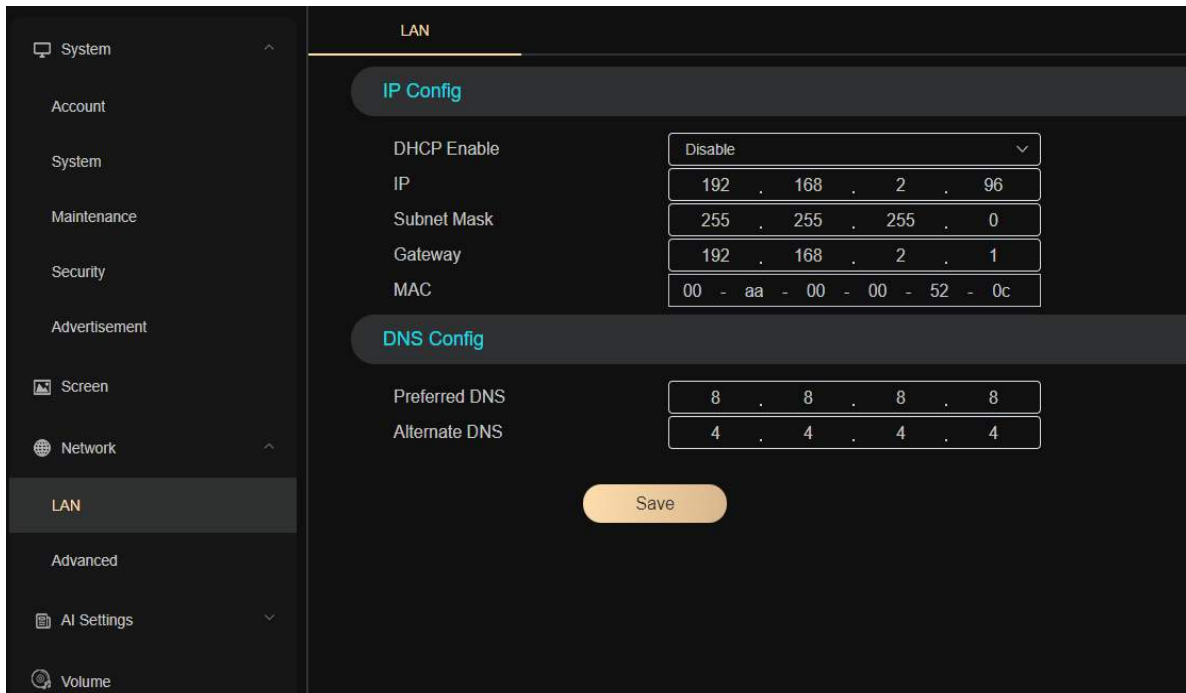 System
Account
System
Maintenance
Security
Advertisement
Screen
Network
LAN
Advanced
AI Settings
Volume
LAN
IP Config
DHCP Enable Disable
IP 192 . 168 . 2 . 96
Subnet Mask 255 . 255 . 255 . 0
Gateway 192 . 168 . 2 . 1
MAC 00 - aa - 00 - 00 - 52 - 0c
DNS Config
Preferred DNS 8 . 8 . 8 . 8
Alternate DNS 4 . 4 . 4 . 4
Save